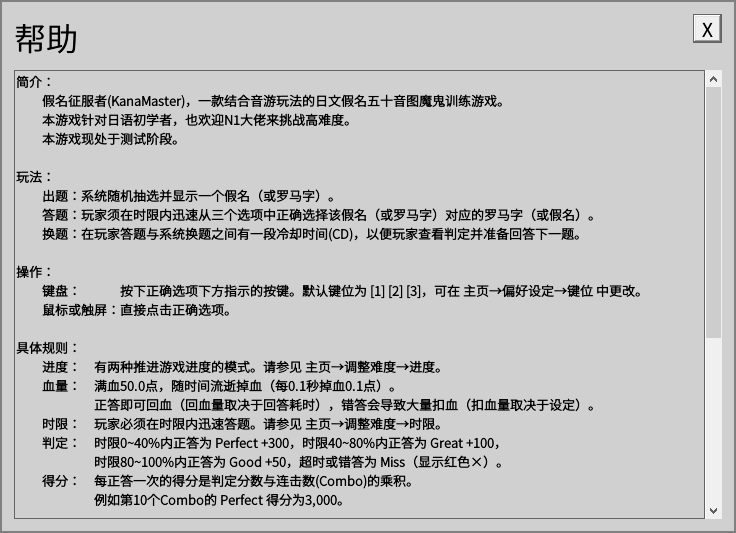 帮助
X
简介：
假名征服者(KanaMaster)，一款结合音游玩法的日文假名五十音图魔鬼训练游戏。
本游戏针对日语初学者，也欢迎N1大佬来挑战高难度。
本游戏现处于测试阶段。
玩法：
出题：系统随机抽选并显示一个假名（或罗马字）。
答题：玩家须在时限内迅速从三个选项中正确选择该假名（或罗马字）对应的罗马字（或假名）。
换题：在玩家答题与系统换题之间有一段冷却时间(CD)，以便玩家查看判定并准备回答下一题。
操作：
键盘： 按下正确选项下方指示的按键。默认键位为 [1] [2] [3]，可在 主页→偏好设定→键位 中更改。
鼠标或触屏：直接点击正确选项。
具体规则：
进度： 有两种推进游戏进度的模式。请参见 主页→调整难度→进度。
血量： 满血50.0点，随时间流逝掉血（每0.1秒掉血0.1点）。
正答即可回血（回血量取决于回答耗时），错答会导致大量扣血（扣血量取决于设定）。
时限： 玩家必须在时限内迅速答题。请参见 主页→调整难度→时限。
判定： 时限0~40%内正答为 Perfect +300，时限40~80%内正答为 Great +100，
时限80~100%内正答为 Good +50，超时或错答为 Miss（显示红色×）。
得分： 每正答一次的得分是判定分数与连击数(Combo)的乘积。
例如第10个Combo的 Perfect 得分为3,000。